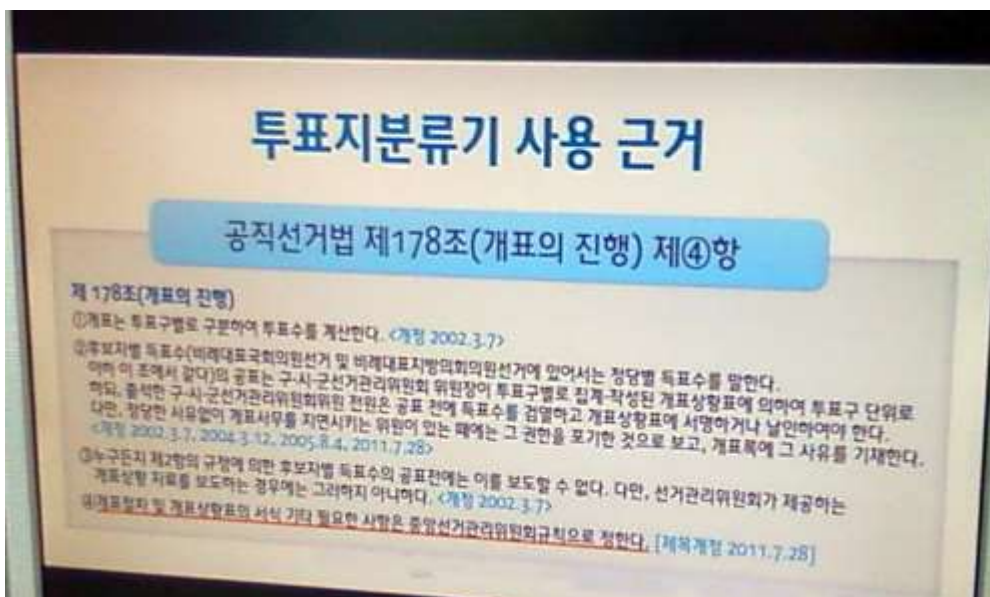 투표지분류기 사용 근거
공직선거법 제178조(개표의 진행) 제④항
제 178조(개표의 진행)
①개표는 투표구별로 구분하여 투표수를 계산한다. <개정 2002.3.7>
②후보자별 득표수(비례대표국회의원선거 및 비례대표지방의회의원선거에 있어서는 정당별 득표수를 말한다.
이하 이 조에서 같다)의 공표는 구·시·군선거관리위원회 위원장이 투표구별로 집계·작성된 개표상황표에 의하여 투표구 단위로
하되, 출석한 구·시·군선거관리위원회위원 전원은 공표 전에 득표수를 검열하고 개표상황표에 서명하거나 날인하여야 한다.
다만, 정당한 사유없이 개표사무를 지연시키는 위원이 있는 때에는 그 권한을 포기한 것으로 보고, 개표록에 그 사유를 기재한다.
<개정 2002.3.7, 2004.3.12, 2005.8.4, 2011.7.28>
③누구든지 제2항의 규정에 의한 후보자별 득표수의 공표전에는 이를 보도할 수 없다. 다만, 선거관리위원회가 제공하는
개표상황 자료를 보도하는 경우에는 그러하지 아니하다. <개정 2002.3.7>
④개표절차 및 개표상황표의 서식 기타 필요한 사항은 중앙선거관리위원회규칙으로 정한다. [제목개정 2011.7.28]